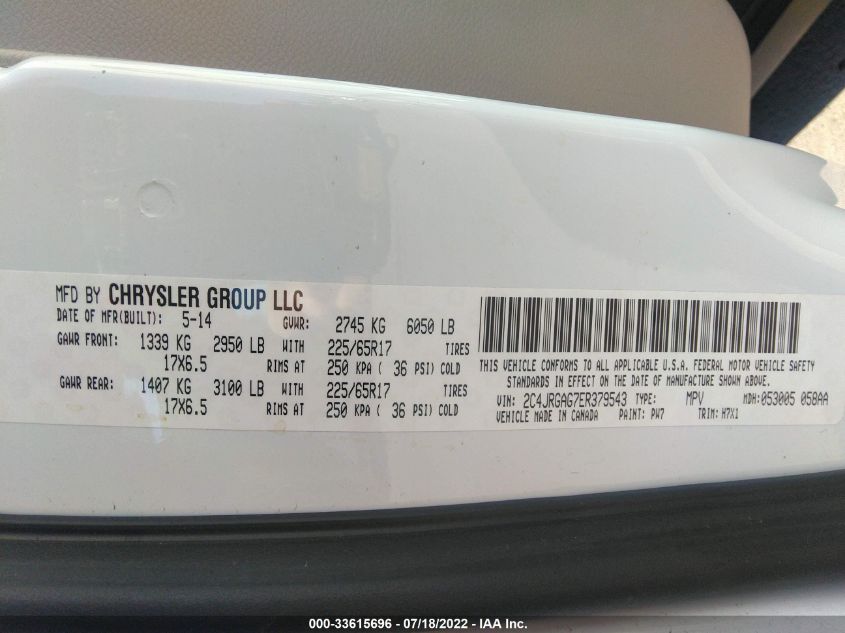 MFD BY CHRYSLER GROUP LLC
DATE OF MFR(BUILT): 5-14 GVWR: 2745 KG 6050 LB
GAWR FRONT: 1339 KG 2950 LB WITH 225/65R17 TIRES
17X6.5 RIMS AT 250 KPA ( 36 PSI) COLD
GAWR REAR: 1407 KG 3100 LB WITH 225/65R17 TIRES
17X6.5 RIMS AT 250 KPA ( 36 PSI) COLD
THIS VEHICLE CONFORMS TO ALL APPLICABLE U.S.A. FEDERAL MOTOR VEHICLE SAFETY
STANDARDS IN EFFECT ON THE DATE OF MANUFACTURE SHOWN ABOVE.
VIN: 2C4JRGAG7ER379543 TYPE: MPV MDH: 053005 058AA
VEHICLE MADE IN CANADA PAINT: PW7 TRIM: H7X1
000-33615696 - 07/18/2022 - IAA Inc.